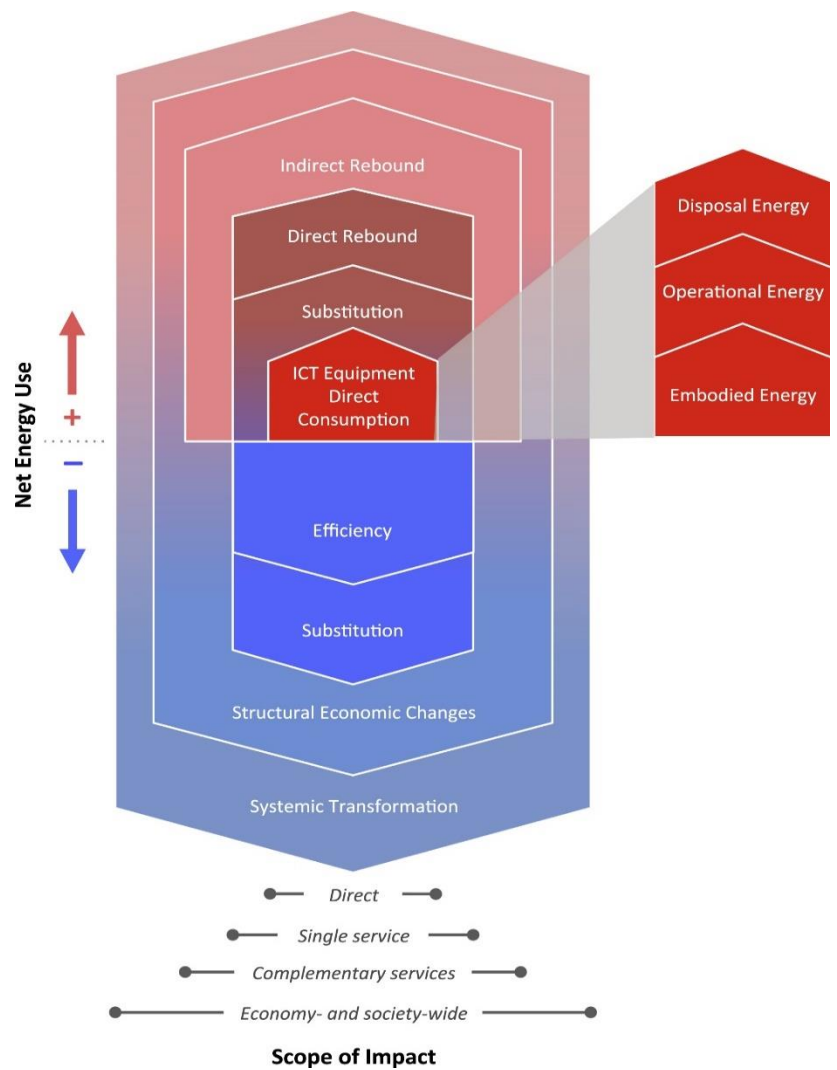 Indirect Rebound
Direct Rebound
Substitution
ICT Equipment
Direct
Consumption
Disposal Energy
Operational Energy
Embodied Energy
Net Energy Use
+
−
Efficiency
Substitution
Structural Economic Changes
Systemic Transformation
Direct
Single service
Complementary services
Economy- and society-wide
Scope of Impact